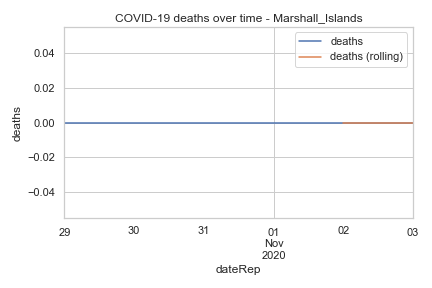 COVID-19 deaths over time - Marshall_Islands
deaths
deaths (rolling)
0.04
0.02
0.00
−0.02
−0.04
deaths
29
30
31
01
02
03
Nov
2020
dateRep